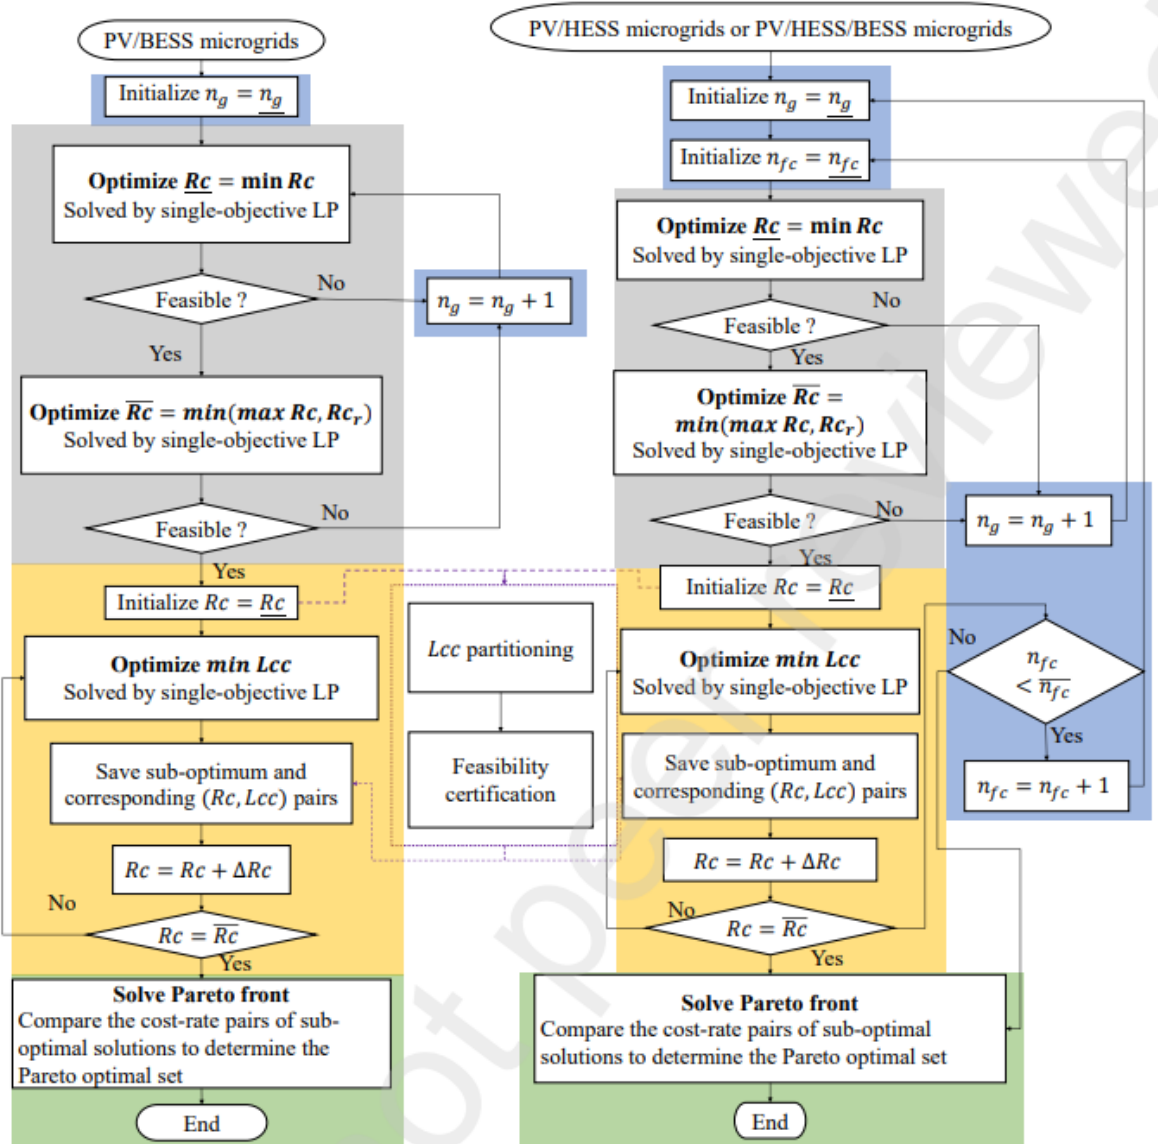 PV/BESS microgrids
Initialize n_g = <u>n_g</u>
Optimize <u>Rc</u> = min Rc
Solved by single-objective LP
Feasible ?
No
n_g = n_g + 1
Yes
Optimize R̅c̅ = min(max Rc, Rc_r)
Solved by single-objective LP
Feasible ?
No
Yes
Initialize Rc = <u>Rc</u>
Optimize min Lcc
Solved by single-objective LP
Save sub-optimum and
corresponding (Rc, Lcc) pairs
Rc = Rc + ΔRc
No
Rc = R̅c̅
Yes
Solve Pareto front
Compare the cost-rate pairs of sub-
optimal solutions to determine the
Pareto optimal set
End
Lcc partitioning
Feasibility
certification
PV/HESS microgrids or PV/HESS/BESS microgrids
Initialize n_g = <u>n_g</u>
Initialize n_fc = <u>n_fc</u>
Optimize <u>Rc</u> = min Rc
Solved by single-objective LP
No
Feasible ?
Yes
Optimize R̅c̅ =
min(max Rc, Rc_r)
Solved by single-objective LP
No
Feasible ?
n_g = n_g + 1
Yes
Initialize Rc = <u>Rc</u>
Optimize min Lcc
Solved by single-objective LP
No
n_fc
< n̅_̅f̅c̅
Yes
n_fc = n_fc + 1
Save sub-optimum and
corresponding (Rc, Lcc) pairs
Rc = Rc + ΔRc
No
Rc = R̅c̅
Yes
Solve Pareto front
Compare the cost-rate pairs of sub-optimal
solutions to determine the Pareto optimal set
End
ot peer reviewe